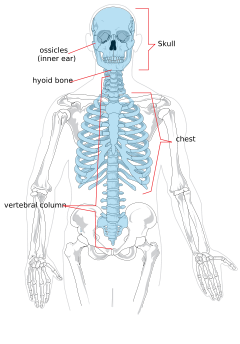 Skull
ossicles
(inner ear)
hyoid bone
chest
vertebral column